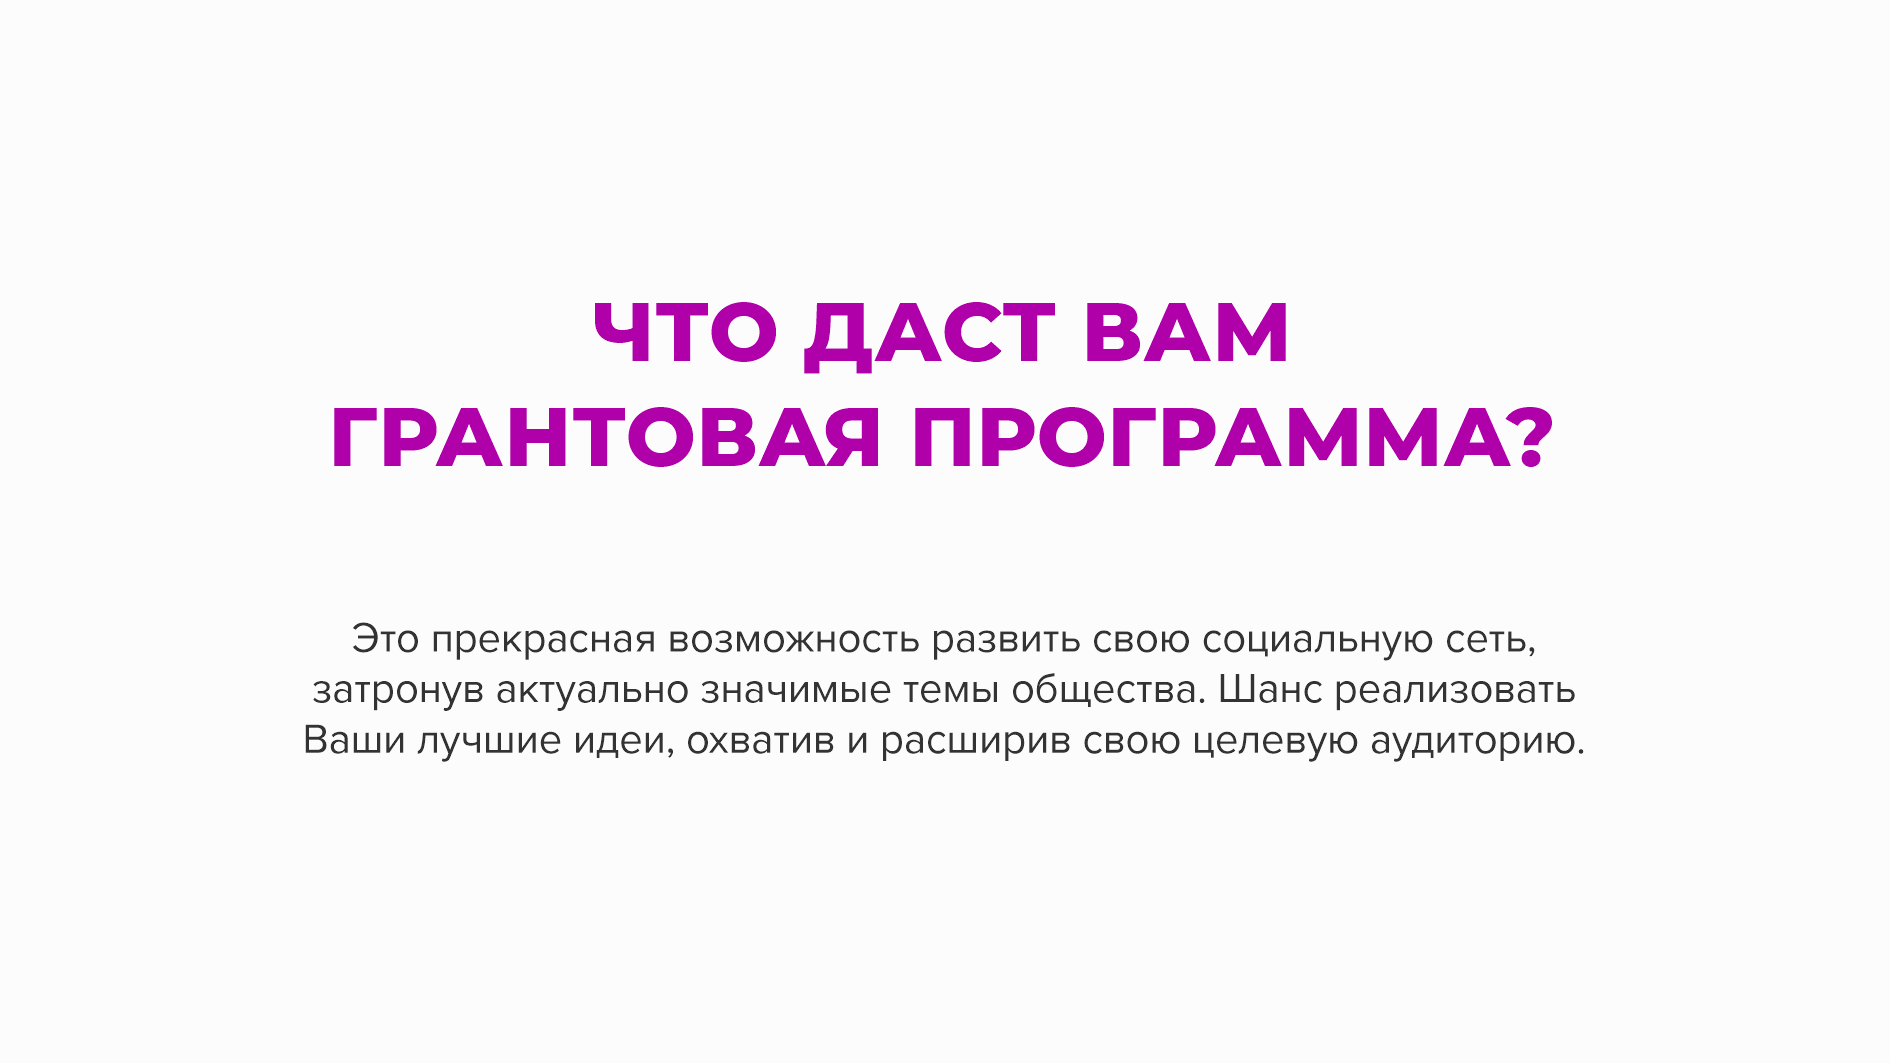 ЧТО ДАСТ ВАМ
ГРАНТОВАЯ ПРОГРАММА?
Это прекрасная возможность развить свою социальную сеть,
затронув актуально значимые темы общества. Шанс реализовать
Ваши лучшие идеи, охватив и расширив свою целевую аудиторию.